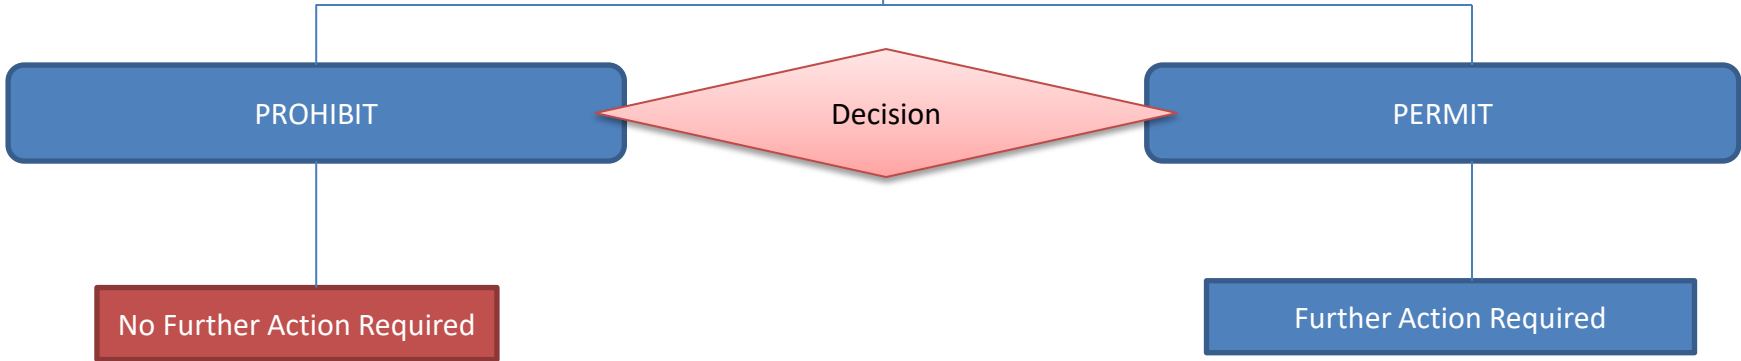 PROHIBIT
Decision
PERMIT
No Further Action Required
Further Action Required